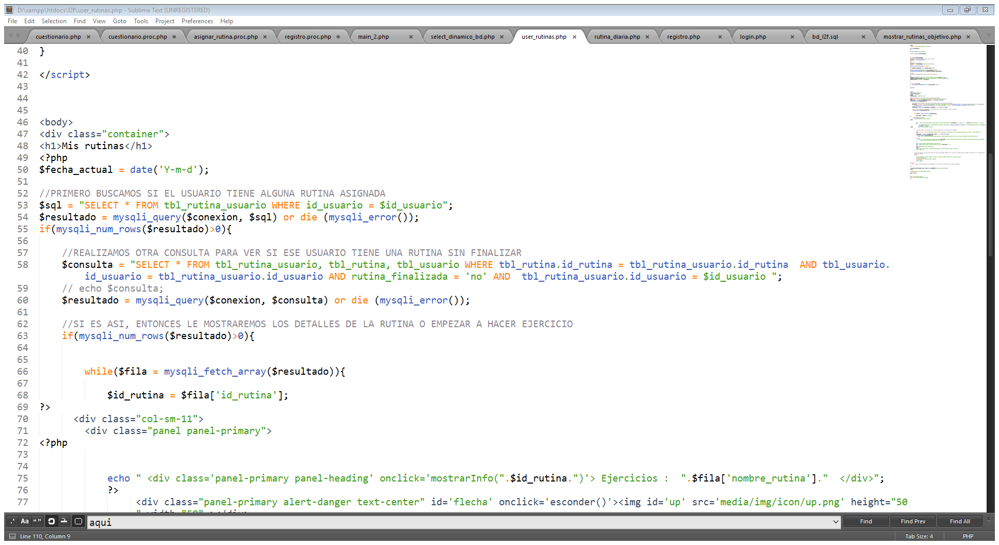 D:\xampp\htdocs\l2f\user_rutinas.php - Sublime Text (UNREGISTERED)
File Edit Selection Find View Goto Tools Project Preferences Help
cuestionario.php cuestionario.proc.php asignar_rutina.proc.php registro.proc.php main_2.php select_dinamico_bd.php user_rutinas.php rutina_diaria.php registro.php login.php bd_l2f.sql mostrar_rutinas_objetivo.php
40 }
41
42 </script>
43
44
45
46 <body>
47 <div class="container">
48 <h1>Mis rutinas</h1>
49 <?php
50 $fecha_actual = date('Y-m-d');
51
52 //PRIMERO BUSCAMOS SI EL USUARIO TIENE ALGUNA RUTINA ASIGNADA
53 $sql = "SELECT * FROM tbl_rutina_usuario WHERE id_usuario = $id_usuario";
54 $resultado = mysqli_query($conexion, $sql) or die (mysqli_error());
55 if(mysqli_num_rows($resultado)>0){
56
57 //REALIZAMOS OTRA CONSULTA PARA VER SI ESE USUARIO TIENE UNA RUTINA SIN FINALIZAR
58 $consulta = "SELECT * FROM tbl_rutina_usuario, tbl_rutina, tbl_usuario WHERE tbl_rutina.id_rutina = tbl_rutina_usuario.id_rutina  AND tbl_usuario.
id_usuario = tbl_rutina_usuario.id_usuario AND rutina_finalizada = 'no' AND  tbl_rutina_usuario.id_usuario = $id_usuario ";
59 // echo $consulta;
60 $resultado = mysqli_query($conexion, $consulta) or die (mysqli_error());
61
62 //SI ES ASI, ENTONCES LE MOSTRAREMOS LOS DETALLES DE LA RUTINA O EMPEZAR A HACER EJERCICIO
63 if(mysqli_num_rows($resultado)>0){
64
65
66 while($fila = mysqli_fetch_array($resultado)){
67
68 $id_rutina = $fila['id_rutina'];
69 ?>
70 <div class="col-sm-11">
71 <div class="panel panel-primary">
72 <?php
73
74
75 echo " <div class='panel-primary panel-heading' onclick='mostrarInfo(".$id_rutina.")'> Ejercicios :  ".$fila['nombre_rutina']."  </div>";
76 ?>
77 <div class="panel-primary alert-danger text-center" id='flecha' onclick='esconder()'><img id='up' src='media/img/icon/up.png' height="50
.* Aa “ ” aqui Find Find Prev Find All
Line 110, Column 9 Tab Size: 4 PHP